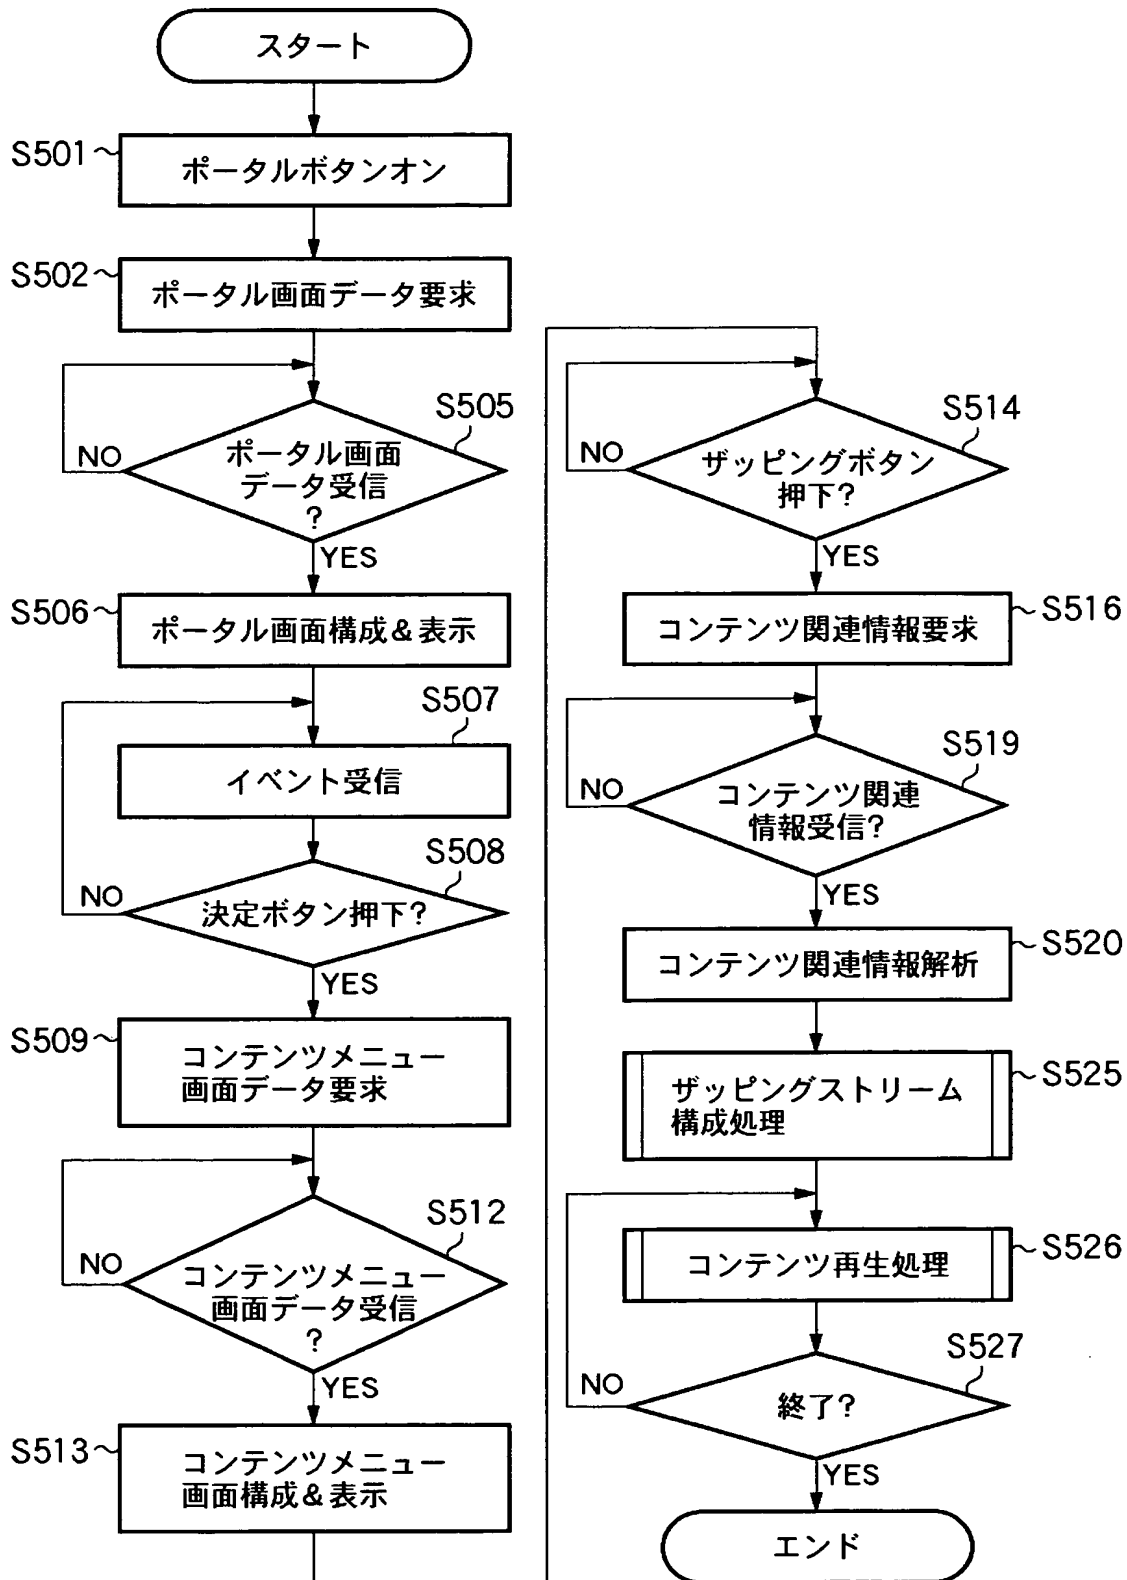 スタート
S501
ポータルボタンオン
S502
ポータル画面データ要求
S505
ポータル画面
データ受信
?
NO
YES
S506
ポータル画面構成&表示
S507
イベント受信
S508
決定ボタン押下?
NO
YES
S509
コンテンツメニュー
画面データ要求
S512
コンテンツメニュー
画面データ受信
?
NO
YES
S513
コンテンツメニュー
画面構成&表示
S514
ザッピングボタン
押下?
NO
YES
S516
コンテンツ関連情報要求
S519
コンテンツ関連
情報受信?
NO
YES
S520
コンテンツ関連情報解析
S525
ザッピングストリーム
構成処理
S526
コンテンツ再生処理
S527
終了?
NO
YES
エンド